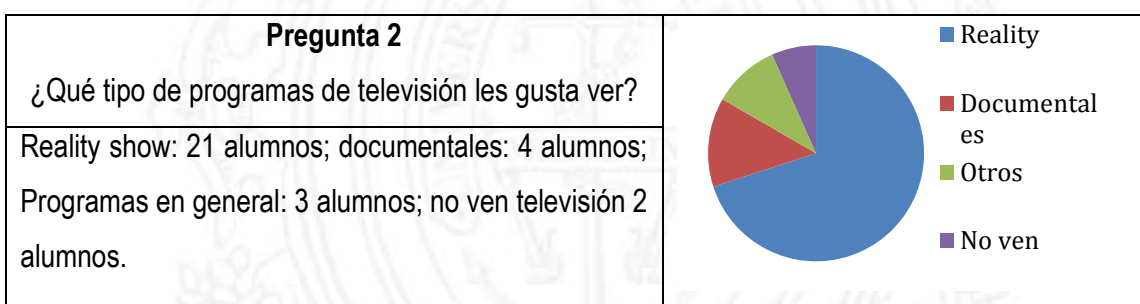 Pregunta 2
¿Qué tipo de programas de televisión les gusta ver?
Reality show: 21 alumnos; documentales: 4 alumnos;
Programas en general: 3 alumnos; no ven televisión 2
alumnos.
Reality
Documental
es
Otros
No ven